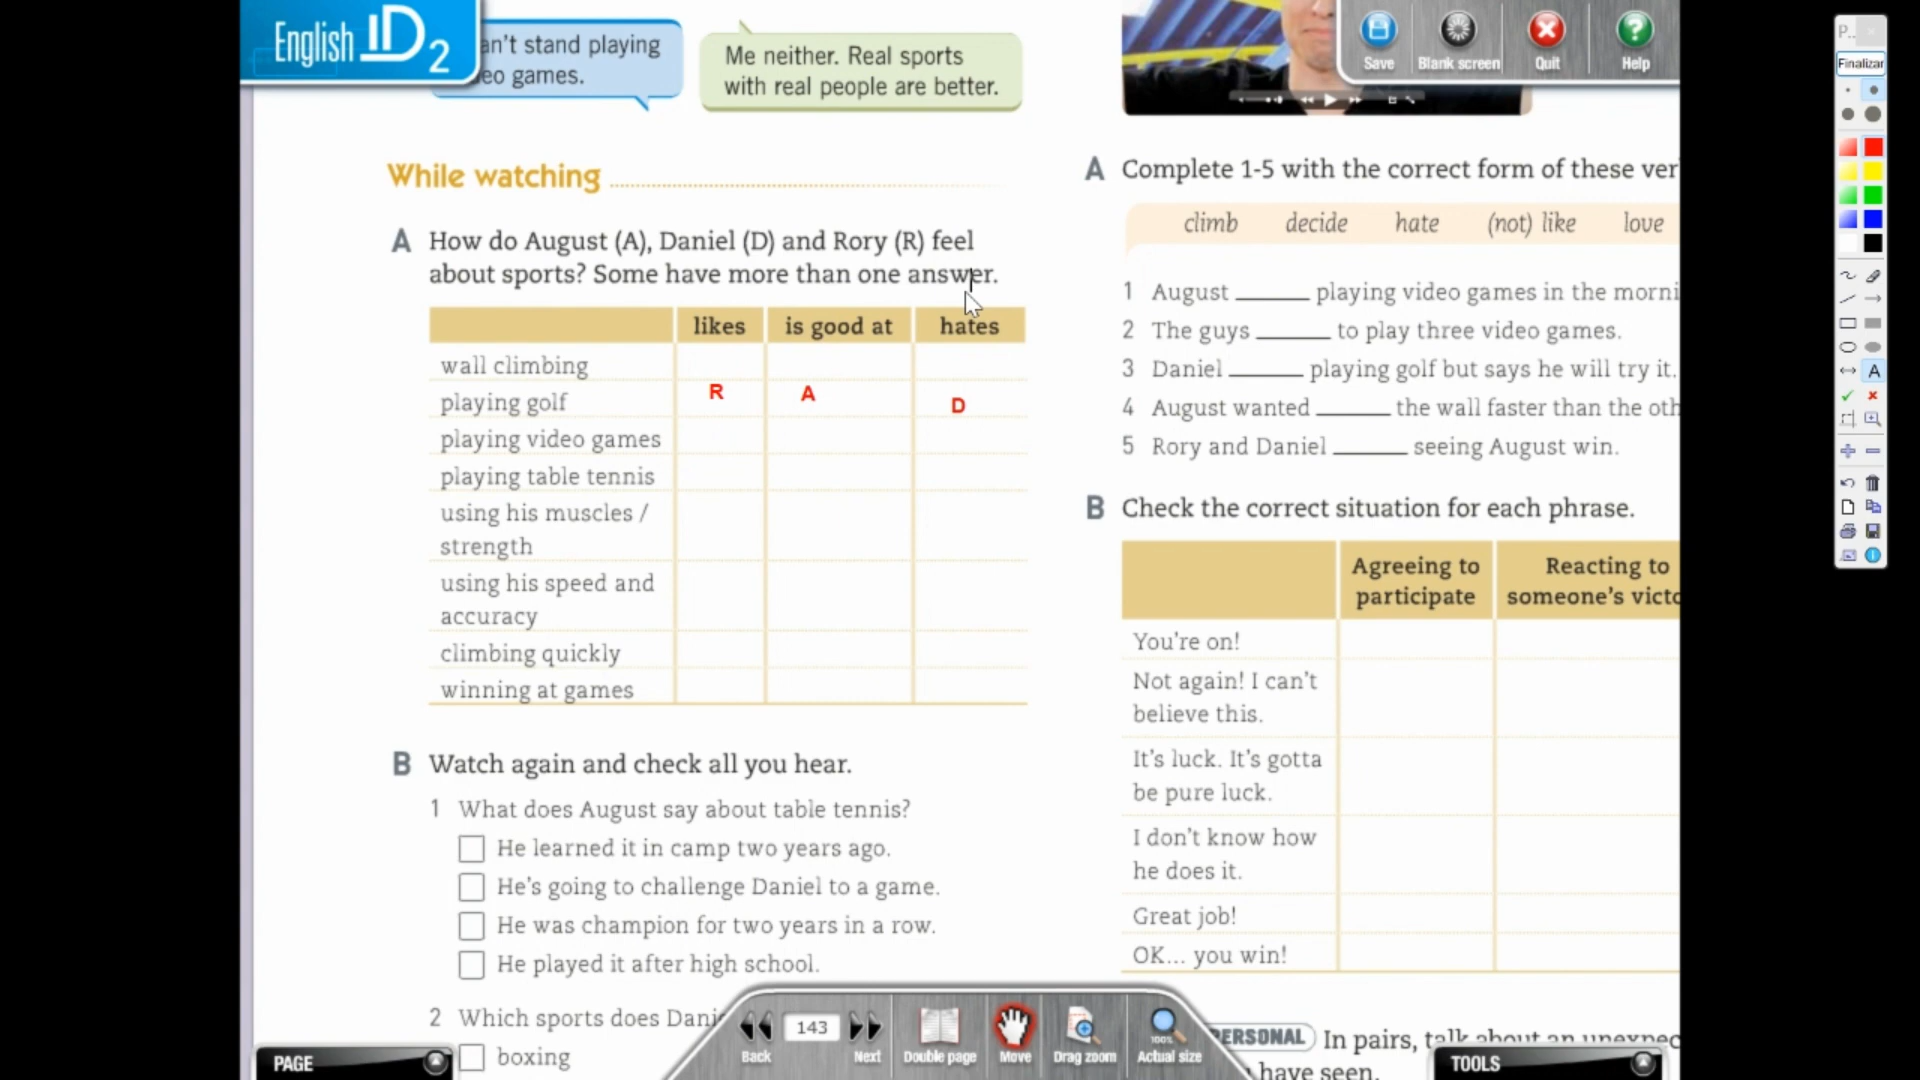 English ID 2
an't stand playing
eo games.
Me neither. Real sports
with real people are better.
Save
Blank screen
Quit
Help
P...
Finalizar
While watching
A How do August (A), Daniel (D) and Rory (R) feel
about sports? Some have more than one answer.
likes is good at hates
wall climbing
playing golf R A D
playing video games
playing table tennis
using his muscles /
strength
using his speed and
accuracy
climbing quickly
winning at games
B Watch again and check all you hear.
1 What does August say about table tennis?
He learned it in camp two years ago.
He's going to challenge Daniel to a game.
He was champion for two years in a row.
He played it after high school.
2 Which sports does Dani
boxing
A Complete 1-5 with the correct form of these ver
climb decide hate (not) like love
1 August ______ playing video games in the morni
2 The guys ______ to play three video games.
3 Daniel ______ playing golf but says he will try it.
4 August wanted ______ the wall faster than the oth
5 Rory and Daniel ______ seeing August win.
B Check the correct situation for each phrase.
Agreeing to
participate
Reacting to
someone's victo
You're on!
Not again! I can't
believe this.
It's luck. It's gotta
be pure luck.
I don't know how
he does it.
Great job!
OK... you win!
PERSONAL In pairs, talk about an unexpec
have seen.
PAGE
Back
143
Next
Double page
Move
Drag zoom
100%
Actual size
TOOLS
A